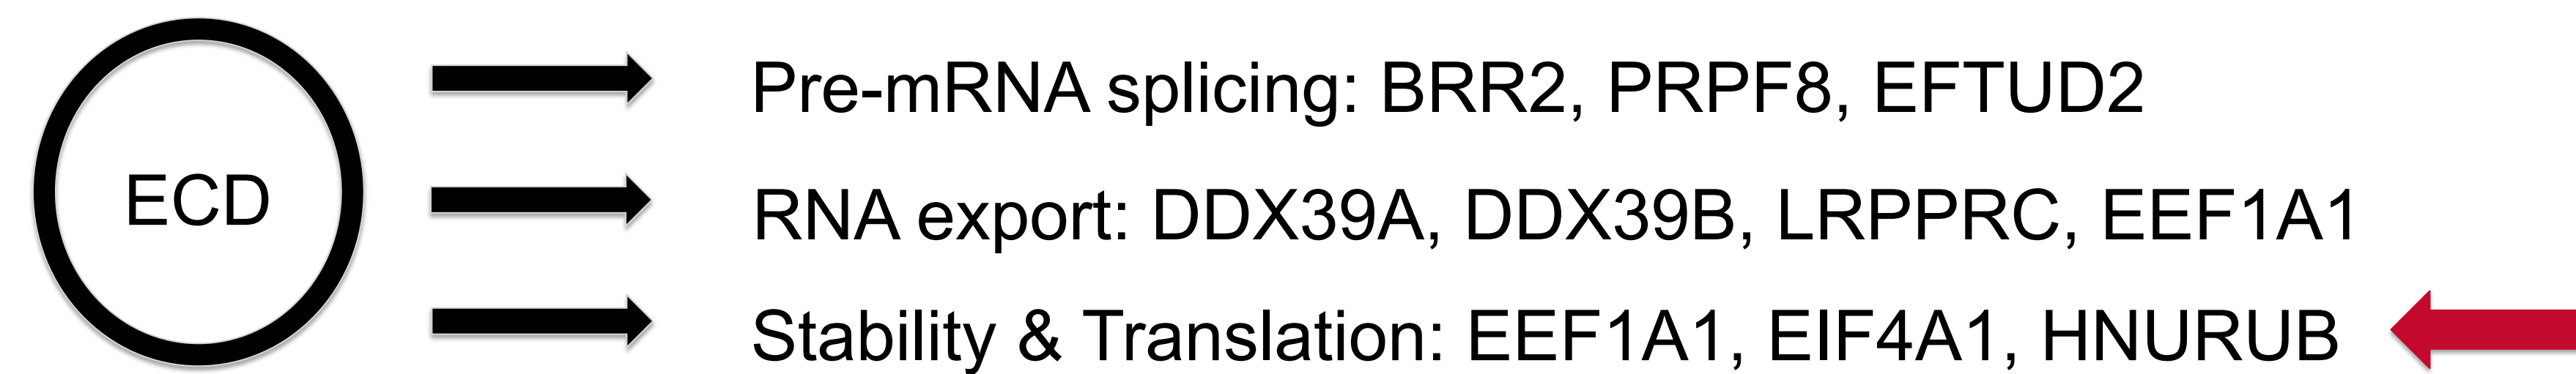 ECD
Pre-mRNA splicing: BRR2, PRPF8, EFTUD2
RNA export: DDX39A, DDX39B, LRPPRC, EEF1A1
Stability & Translation: EEF1A1, EIF4A1, HNURUB